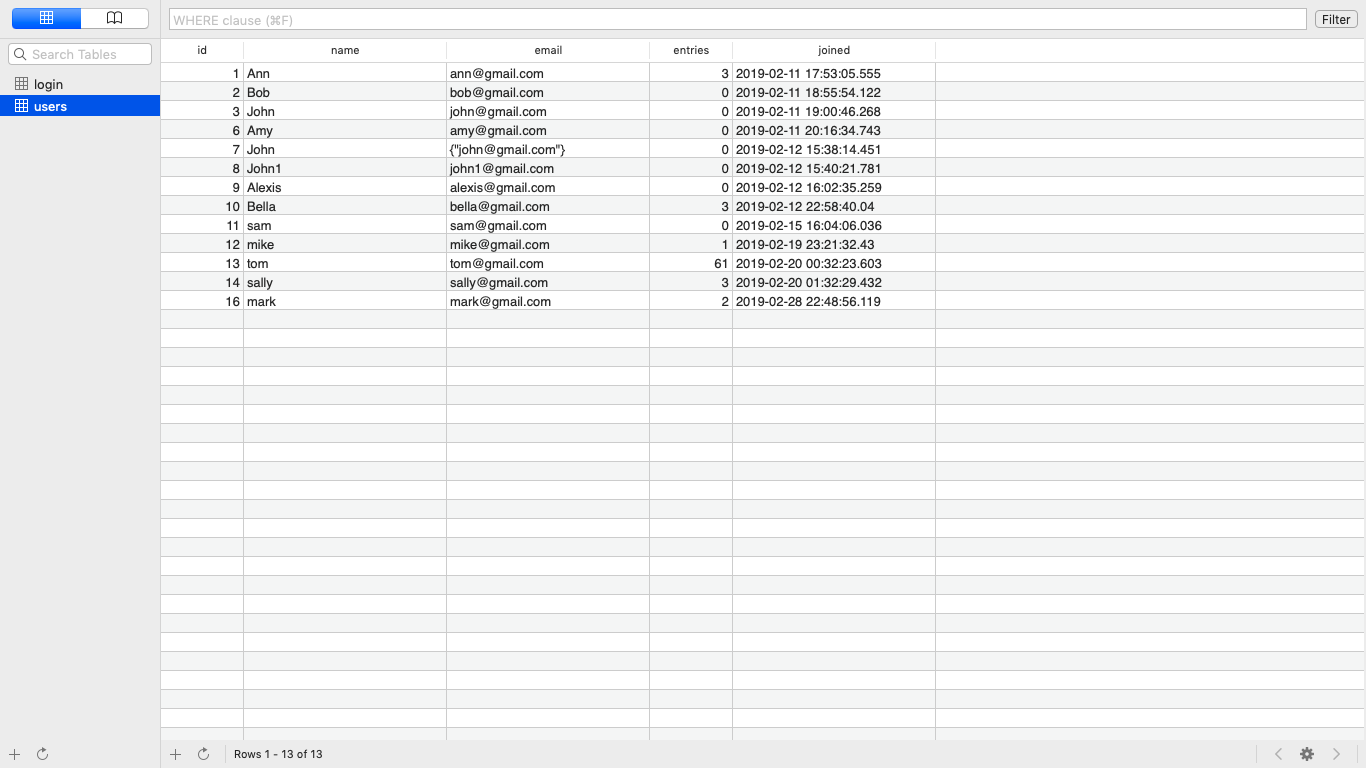 WHERE clause (⌘F)
Filter
Search Tables
login
users
id name email entries joined
1 Ann ann@gmail.com 3 2019-02-11 17:53:05.555
2 Bob bob@gmail.com 0 2019-02-11 18:55:54.122
3 John john@gmail.com 0 2019-02-11 19:00:46.268
6 Amy amy@gmail.com 0 2019-02-11 20:16:34.743
7 John {"john@gmail.com"} 0 2019-02-12 15:38:14.451
8 John1 john1@gmail.com 0 2019-02-12 15:40:21.781
9 Alexis alexis@gmail.com 0 2019-02-12 16:02:35.259
10 Bella bella@gmail.com 3 2019-02-12 22:58:40.04
11 sam sam@gmail.com 0 2019-02-15 16:04:06.036
12 mike mike@gmail.com 1 2019-02-19 23:21:32.43
13 tom tom@gmail.com 61 2019-02-20 00:32:23.603
14 sally sally@gmail.com 3 2019-02-20 01:32:29.432
16 mark mark@gmail.com 2 2019-02-28 22:48:56.119
Rows 1 - 13 of 13